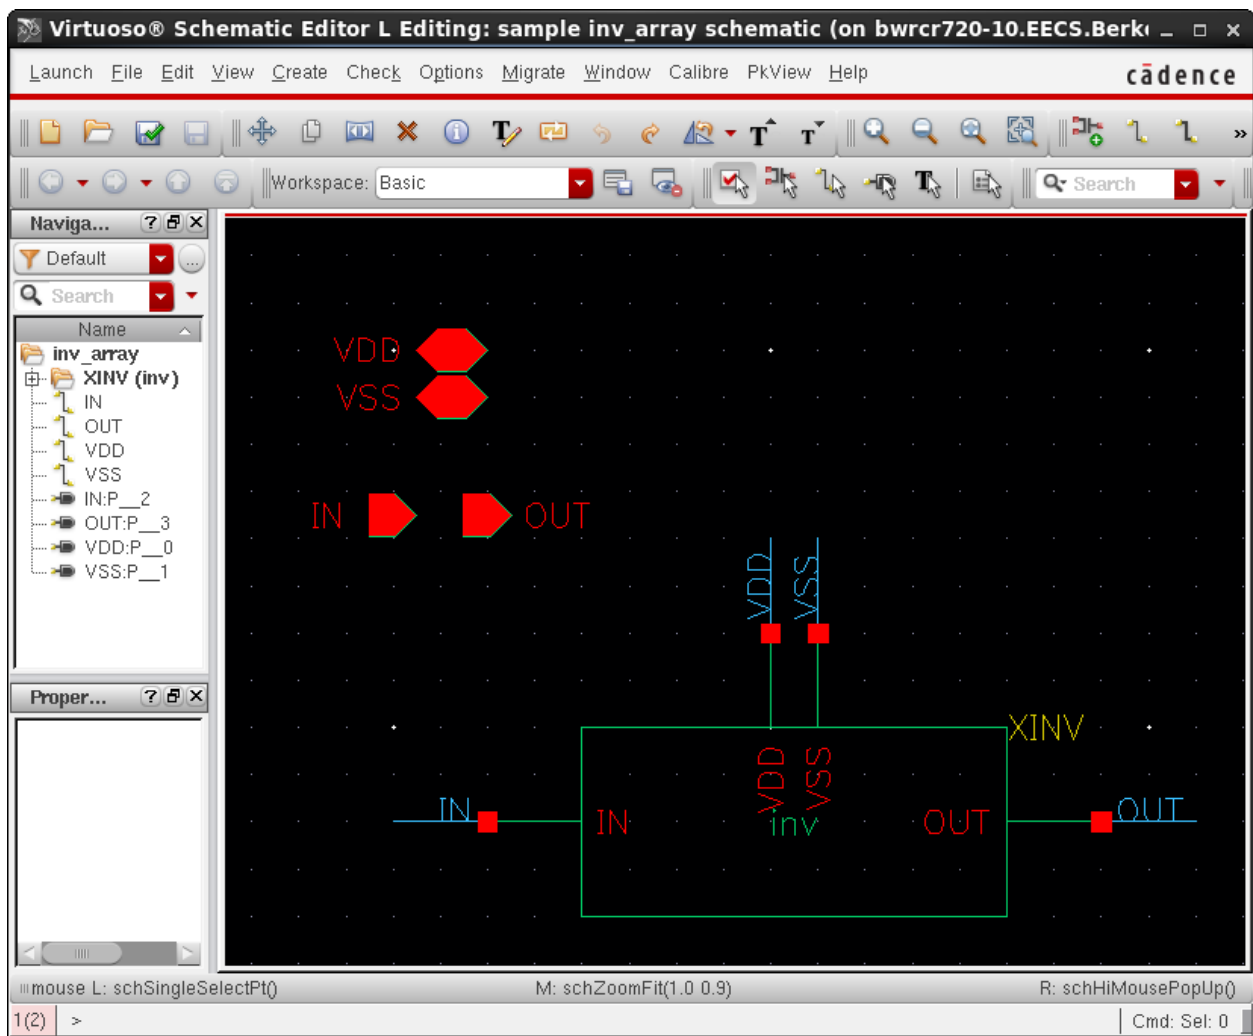 Virtuoso® Schematic Editor L Editing: sample inv_array schematic (on bwrcr720-10.EECS.Berk
Launch File Edit View Create Check Options Migrate Window Calibre PkView Help cādence
Workspace: Basic Search
Naviga...
Default
Search
Name
inv_array
XINV (inv)
IN
OUT
VDD
VSS
IN:P__2
OUT:P__3
VDD:P__0
VSS:P__1
Proper...
VDD
VSS
IN OUT
VDD VSS
XINV
VDD VSS
IN IN inv OUT OUT
mouse L: schSingleSelectPt() M: schZoomFit(1.0 0.9) R: schHiMousePopUp()
1(2) > Cmd: Sel: 0